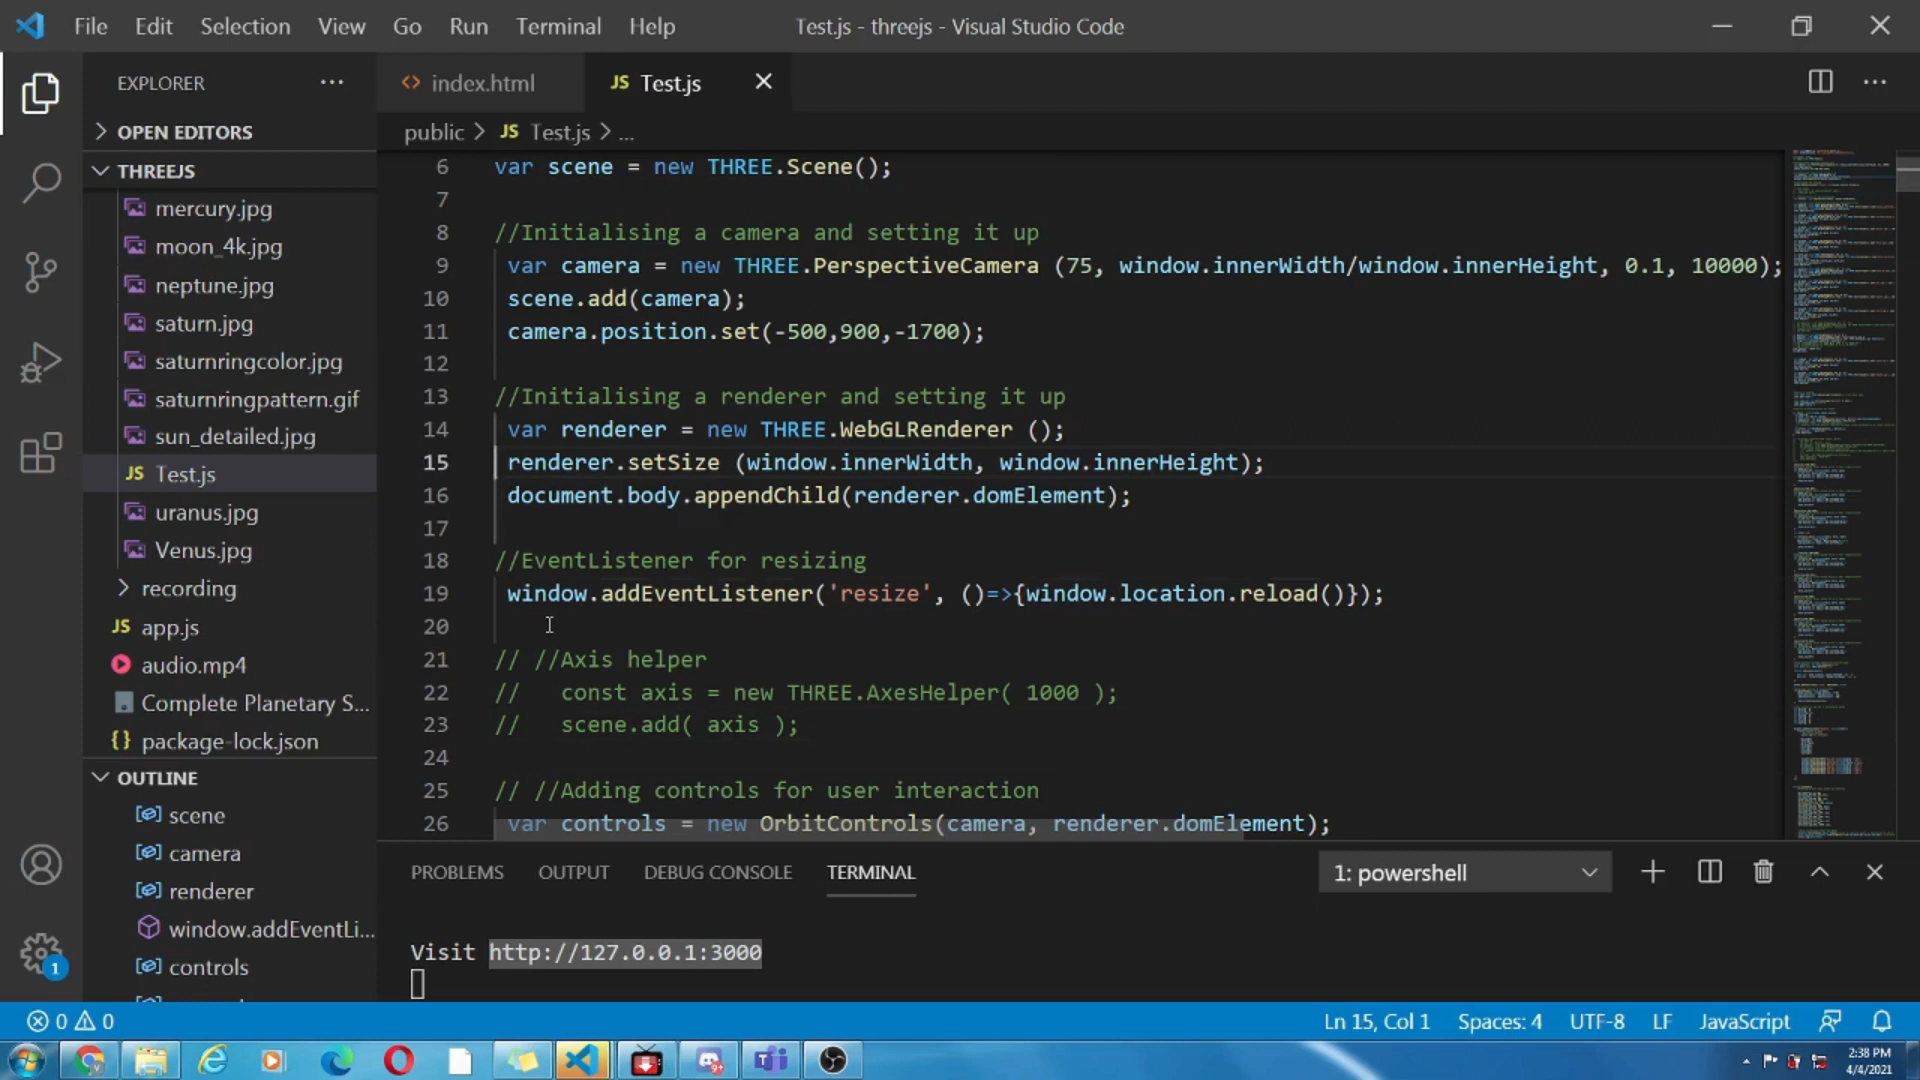 File Edit Selection View Go Run Terminal Help Test.js - threejs - Visual Studio Code
EXPLORER
OPEN EDITORS
THREEJS
mercury.jpg
moon_4k.jpg
neptune.jpg
saturn.jpg
saturnringcolor.jpg
saturnringpattern.gif
sun_detailed.jpg
JS Test.js
uranus.jpg
Venus.jpg
recording
JS app.js
audio.mp4
Complete Planetary S...
{} package-lock.json
OUTLINE
scene
camera
renderer
window.addEventLi...
controls
<> index.html JS Test.js
public > JS Test.js > ...
6 var scene = new THREE.Scene();
7
8 //Initialising a camera and setting it up
9 var camera = new THREE.PerspectiveCamera (75, window.innerWidth/window.innerHeight, 0.1, 10000);
10 scene.add(camera);
11 camera.position.set(-500,900,-1700);
12
13 //Initialising a renderer and setting it up
14 var renderer = new THREE.WebGLRenderer ();
15 renderer.setSize (window.innerWidth, window.innerHeight);
16 document.body.appendChild(renderer.domElement);
17
18 //EventListener for resizing
19 window.addEventListener('resize', ()=>{window.location.reload()});
20
21 // //Axis helper
22 // const axis = new THREE.AxesHelper( 1000 );
23 // scene.add( axis );
24
25 // //Adding controls for user interaction
26 var controls = new OrbitControls(camera, renderer.domElement);
PROBLEMS OUTPUT DEBUG CONSOLE TERMINAL 1: powershell
Visit http://127.0.0.1:3000
1
0 0 Ln 15, Col 1 Spaces: 4 UTF-8 LF JavaScript
2:38 PM
4/4/2021